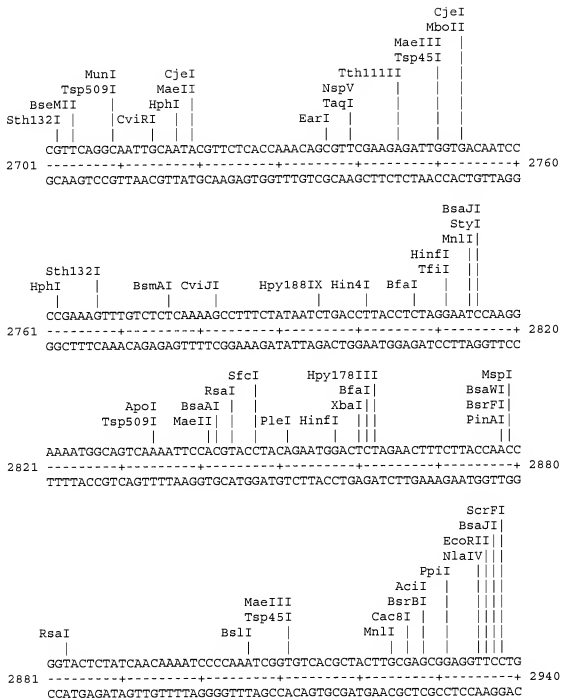 CjeI
MboII
MaeIII
Tsp45I
MunI CjeI Tth111II
Tsp509I MaeII NspV
BseMII HphI TaqI
Sth132I CviRI EarI
CGTTCAGGCAATTGCAATACGTTCTCACCAAACAGCGTTCGAAGAGATTGGTGACAATCC
2701 ---------+---------+---------+---------+---------+---------+ 2760
GCAAGTCCGTTAACGTTATGCAAGAGTGGTTTGTCGCAAGCTTCTCTAACCACTGTTAGG
BsaJI
StyI
MnlI
HinfI
Sth132I TfiI
HphI BsmAI CviJI Hpy188IX Hin4I BfaI
CCGAAAGTTTGTCTCTCAAAAGCCTTTCTATAATCTGACCTTACCTCTAGGAATCCAAGG
2761 ---------+---------+---------+---------+---------+---------+ 2820
GGCTTTCAAACAGAGAGTTTTCGGAAAGATATTAGACTGGAATGGAGATCCTTAGGTTCC
SfcI Hpy178III MspI
RsaI BfaI BsaWI
ApoI BsaAI XbaI BsrFI
Tsp509I MaeII PleI HinfI PinAI
AAAATGGCAGTCAAAATTCCACGTACCTACAGAATGGACTCTAGAACTTTCTTACCAACC
2821 ---------+---------+---------+---------+---------+---------+ 2880
TTTTACCGTCAGTTTTAAGGTGCATGGATGTCTTACCTGAGATCTTGAAAGAATGGTTGG
ScrFI
BsaJI
EcoRII
NlaIV
PpiI
AciI
MaeIII BsrBI
Tsp45I Cac8I
RsaI BslI MnlI
GGTACTCTATCAACAAAATCCCCAAATCGGTGTCACGCTACTTGCGAGCGGAGGTTCCTG
2881 ---------+---------+---------+---------+---------+---------+ 2940
CCATGAGATAGTTGTTTTAGGGGTTTAGCCACAGTGCGATGAACGCTCGCCTCCAAGGAC